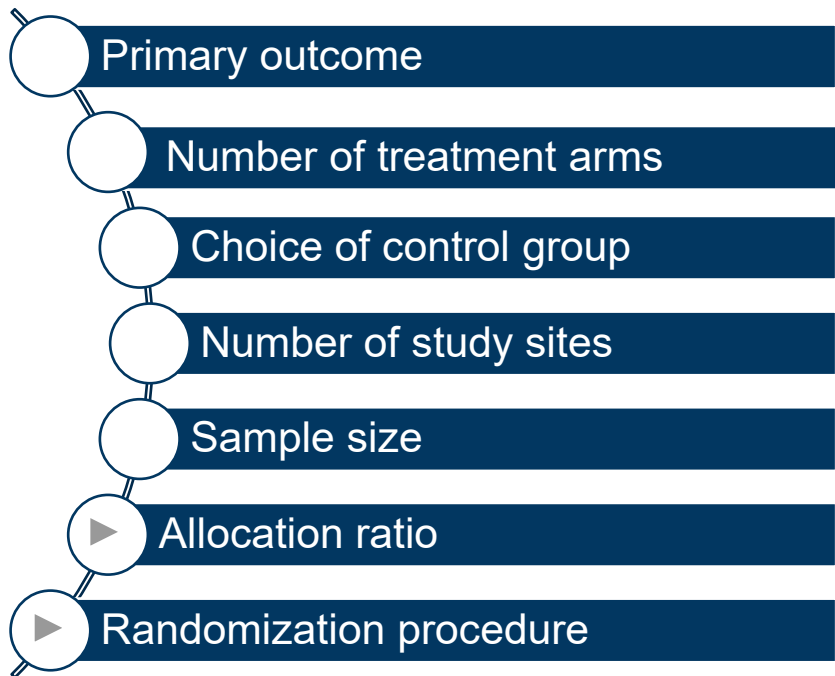 Primary outcome
Number of treatment arms
Choice of control group
Number of study sites
Sample size
Allocation ratio
Randomization procedure